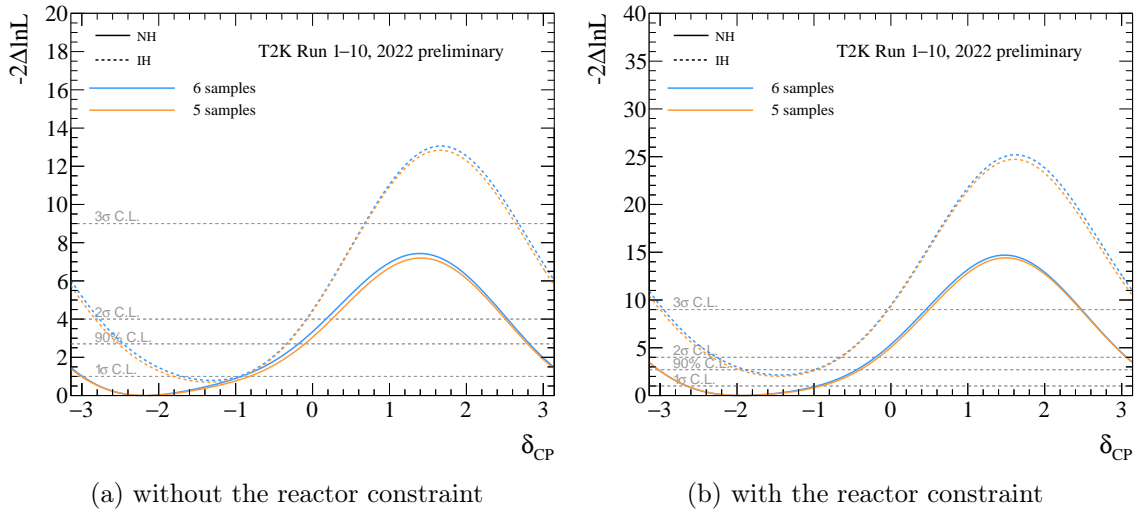 -2ΔlnL
20
18
16
14
12
10
8
6
4
2
0
NH
IH
T2K Run 1–10, 2022 preliminary
6 samples
5 samples
3σ C.L.
2σ C.L.
90% C.L.
1σ C.L.
−3 −2 −1 0 1 2 3
δCP
(a) without the reactor constraint
-2ΔlnL
40
35
30
25
20
15
10
5
0
NH
IH
T2K Run 1–10, 2022 preliminary
6 samples
5 samples
3σ C.L.
2σ C.L.
90% C.L.
1σ C.L.
−3 −2 −1 0 1 2 3
δCP
(b) with the reactor constraint